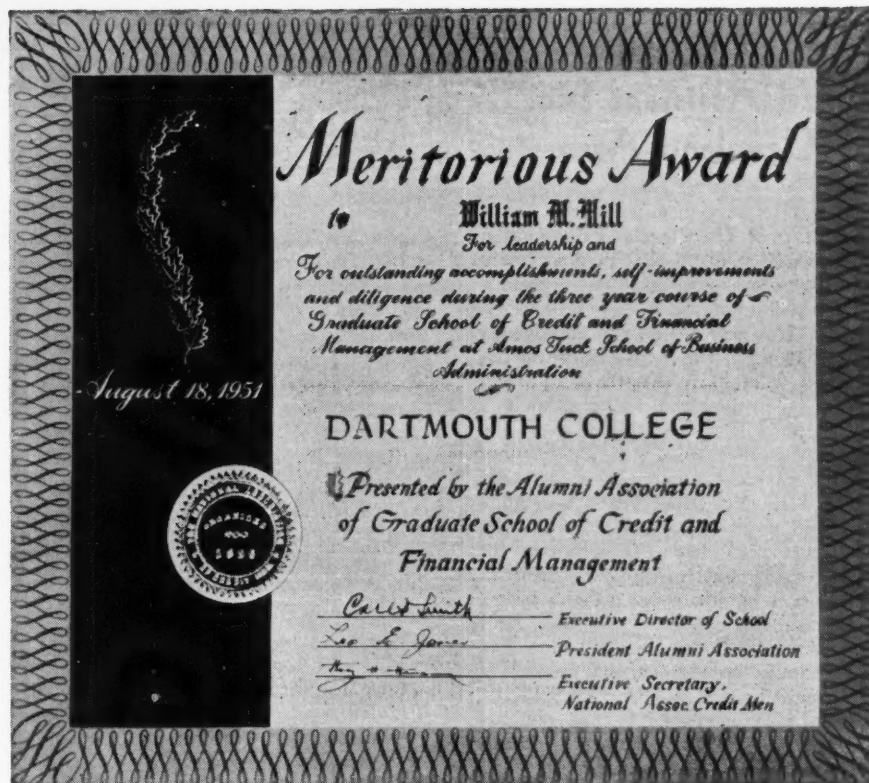 Meritorious Award
to William M. Hill
For leadership and
For outstanding accomplishments, self-improvements
and diligence during the three year course of
Graduate School of Credit and Financial
Management at Amos Tuck School of Business
Administration
August 18, 1951
DARTMOUTH COLLEGE
Presented by the Alumni Association
of Graduate School of Credit and
Financial Management
ORGANIZED
1896
Carl D Smith
Executive Director of School
Leo E. Jones
President Alumni Association
Executive Secretary,
National Assoc. Credit Men